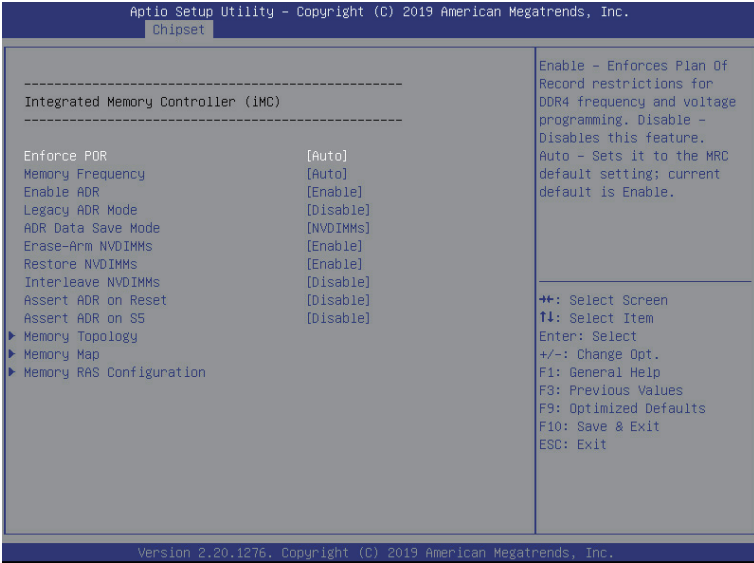 Aptio Setup Utility – Copyright (C) 2019 American Megatrends, Inc.
Chipset
------------------------------------------------
Integrated Memory Controller (iMC)
------------------------------------------------
Enforce POR [Auto]
Memory Frequency [Auto]
Enable ADR [Enable]
Legacy ADR Mode [Disable]
ADR Data Save Mode [NVDIMMs]
Erase-Arm NVDIMMs [Enable]
Restore NVDIMMs [Enable]
Interleave NVDIMMs [Disable]
Assert ADR on Reset [Disable]
Assert ADR on S5 [Disable]
Memory Topology
Memory Map
Memory RAS Configuration
Enable – Enforces Plan Of
Record restrictions for
DDR4 frequency and voltage
programming. Disable –
Disables this feature.
Auto – Sets it to the MRC
default setting; current
default is Enable.
→←: Select Screen
↑↓: Select Item
Enter: Select
+/-: Change Opt.
F1: General Help
F3: Previous Values
F9: Optimized Defaults
F10: Save & Exit
ESC: Exit
Version 2.20.1276. Copyright (C) 2019 American Megatrends, Inc.